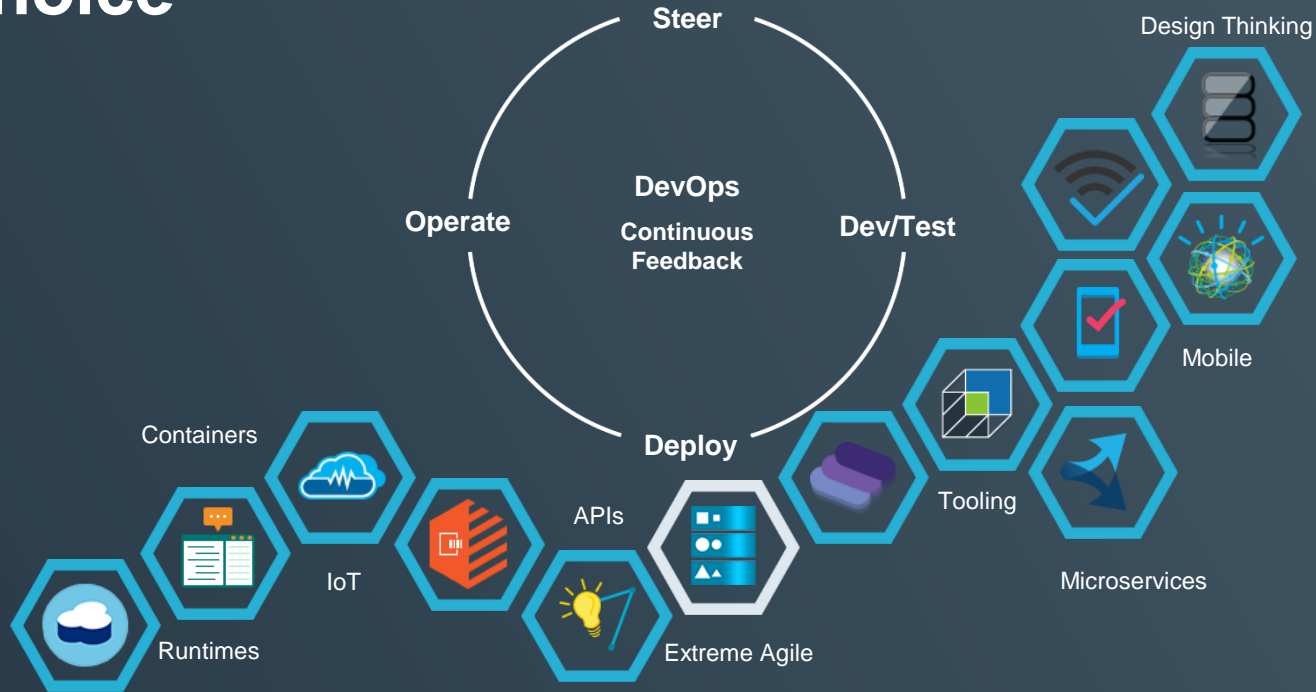 Steer
Design Thinking
DevOps
Operate
Continuous
Feedback
Dev/Test
Mobile
Containers
Deploy
APIs
Tooling
IoT
Microservices
Runtimes
Extreme Agile